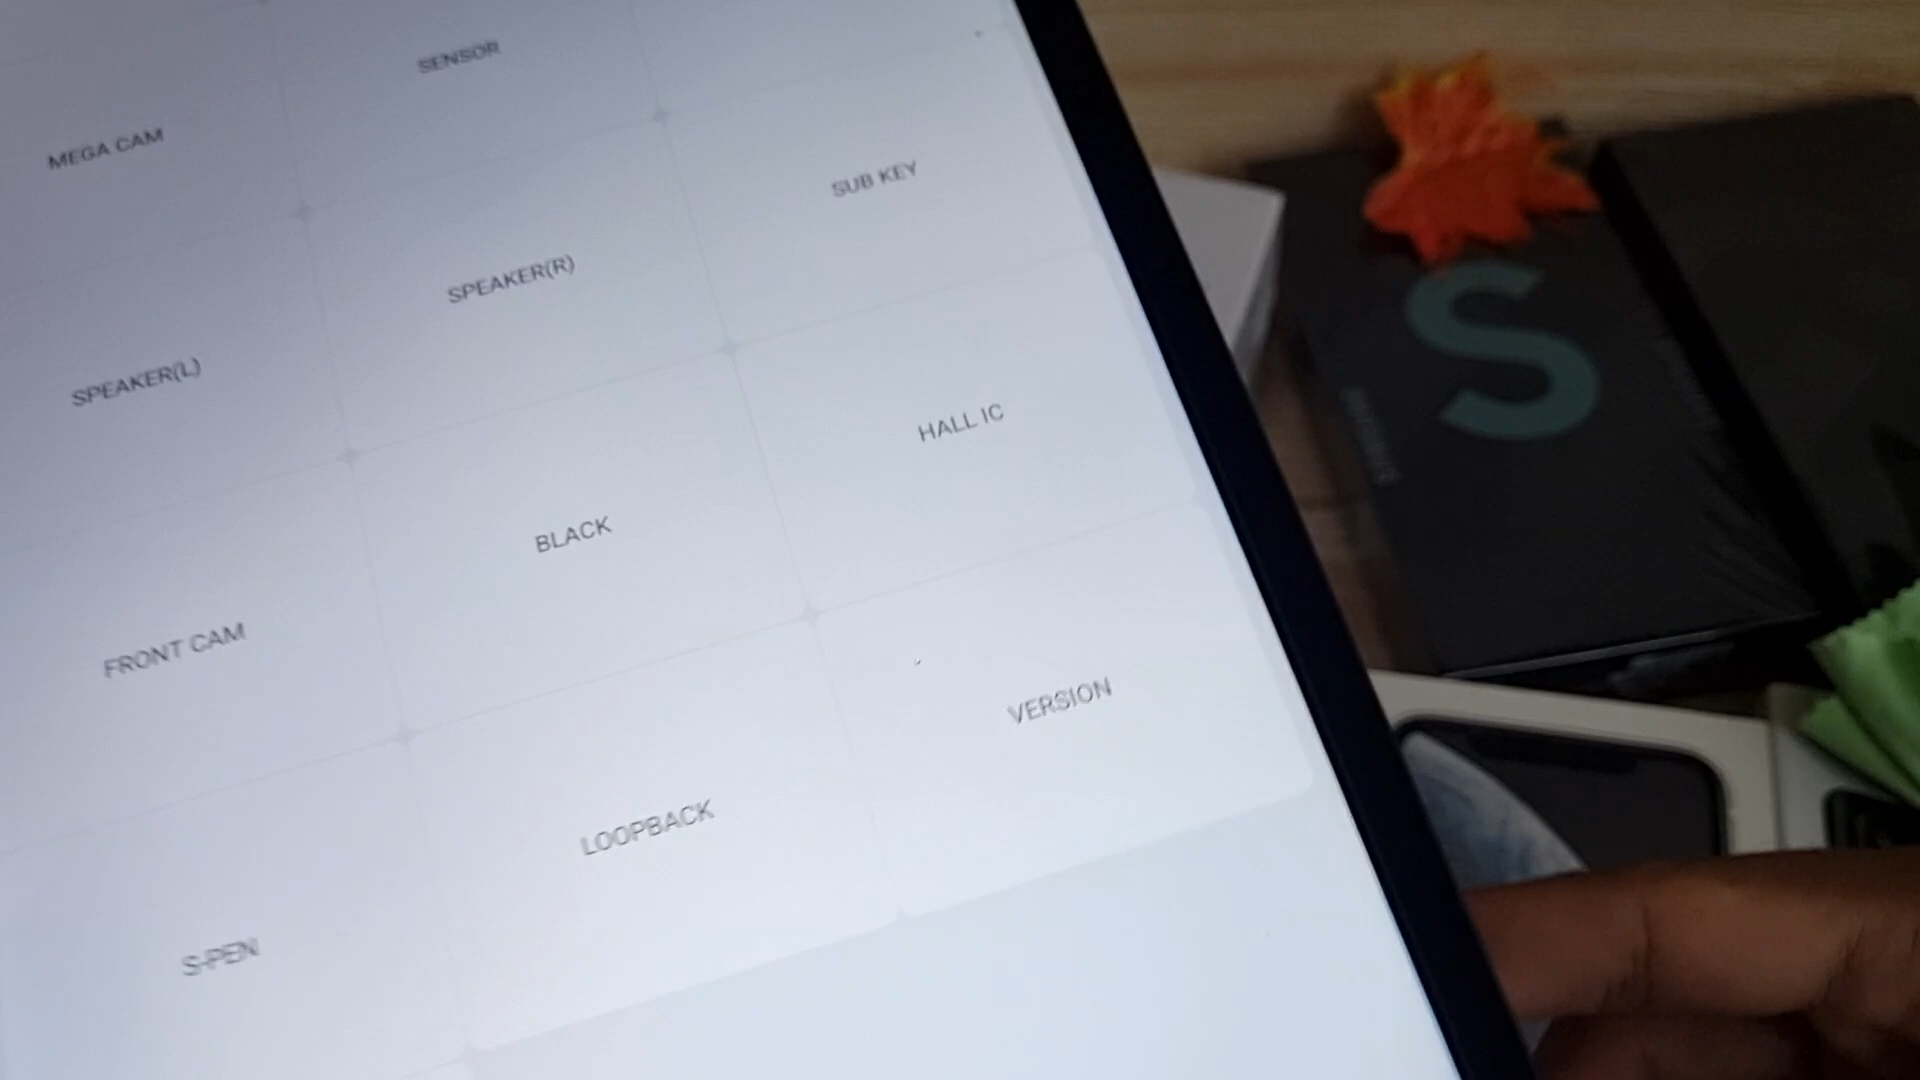 SENSOR
MEGA CAM
SUB KEY
SPEAKER(R)
SPEAKER(L)
HALL IC
BLACK
FRONT CAM
VERSION
LOOPBACK
S-PEN
S